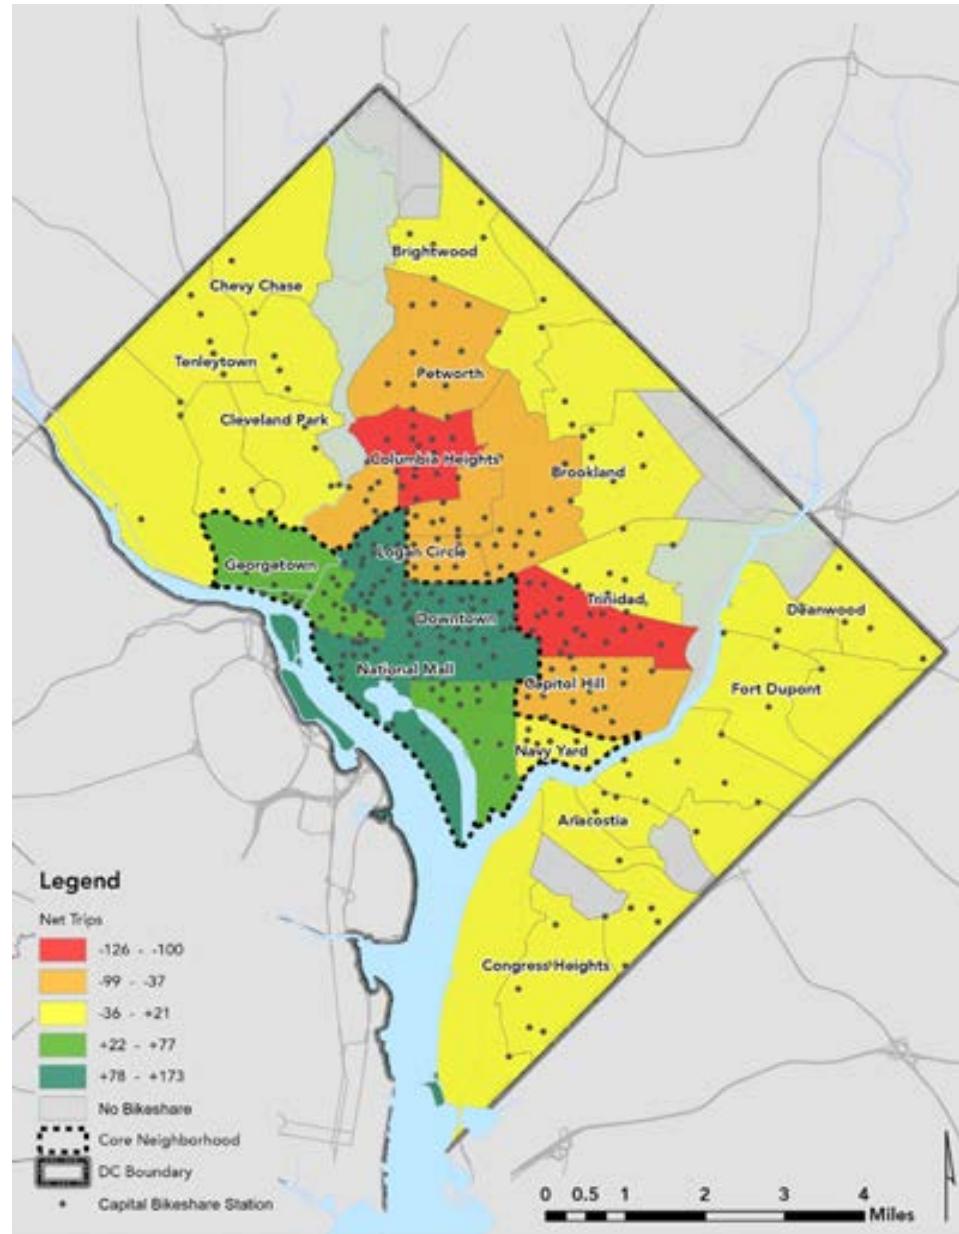 Brightwood
Chevy Chase
Tenleytown
Petworth
Cleveland Park
Columbia Heights
Brookland
Logan Circle
Georgetown
Trinidad
Deanwood
Downtown
National Mall
Capitol Hill
Fort Dupont
Navy Yard
Anacostia
Congress Heights
Legend
Net Trips
-126 - -100
-99 - -37
-36 - +21
+22 - +77
+78 - +173
No Bikeshare
Core Neighborhood
DC Boundary
Capital Bikeshare Station
0 0.5 1 2 3 4
Miles